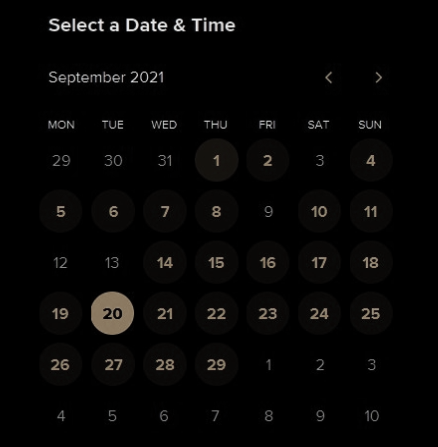 Select a Date & Time
September 2021
MON TUE WED THU FRI SAT SUN
29 30 31 1 2 3 4
5 6 7 8 9 10 11
12 13 14 15 16 17 18
19 20 21 22 23 24 25
26 27 28 29 1 2 3
4 5 6 7 8 9 10